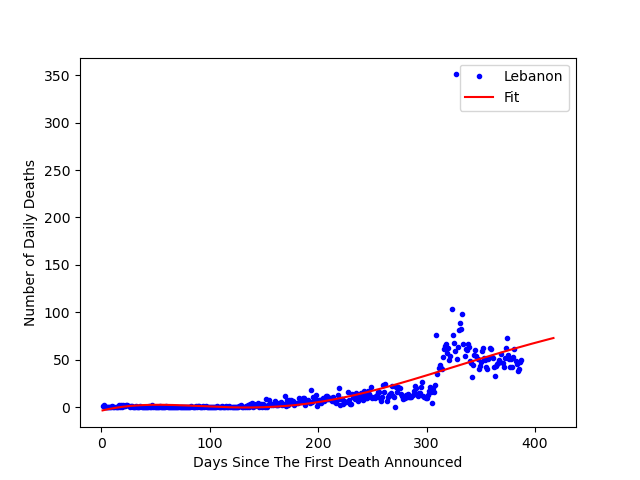 350
300
250
200
150
100
50
0
Number of Daily Deaths
0 100 200 300 400
Days Since The First Death Announced
Lebanon
Fit